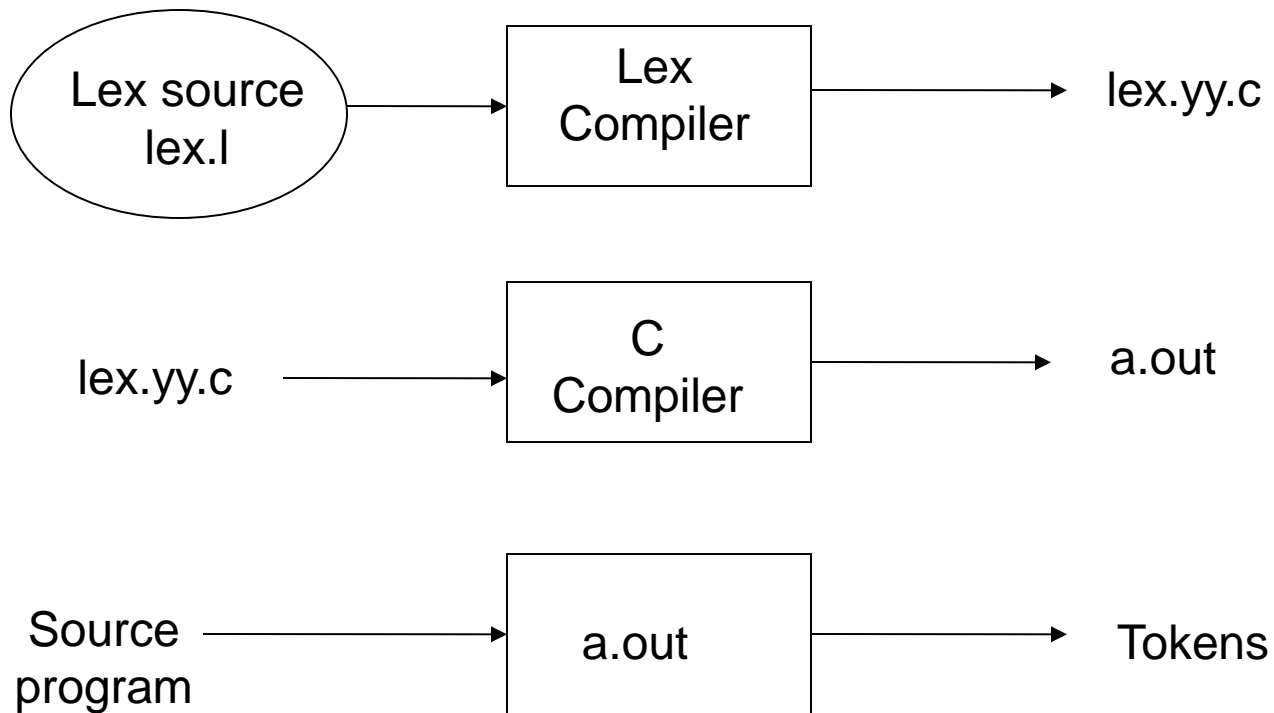 Lex source
lex.l
Lex
Compiler
lex.yy.c
lex.yy.c
C
Compiler
a.out
Source
program
a.out
Tokens